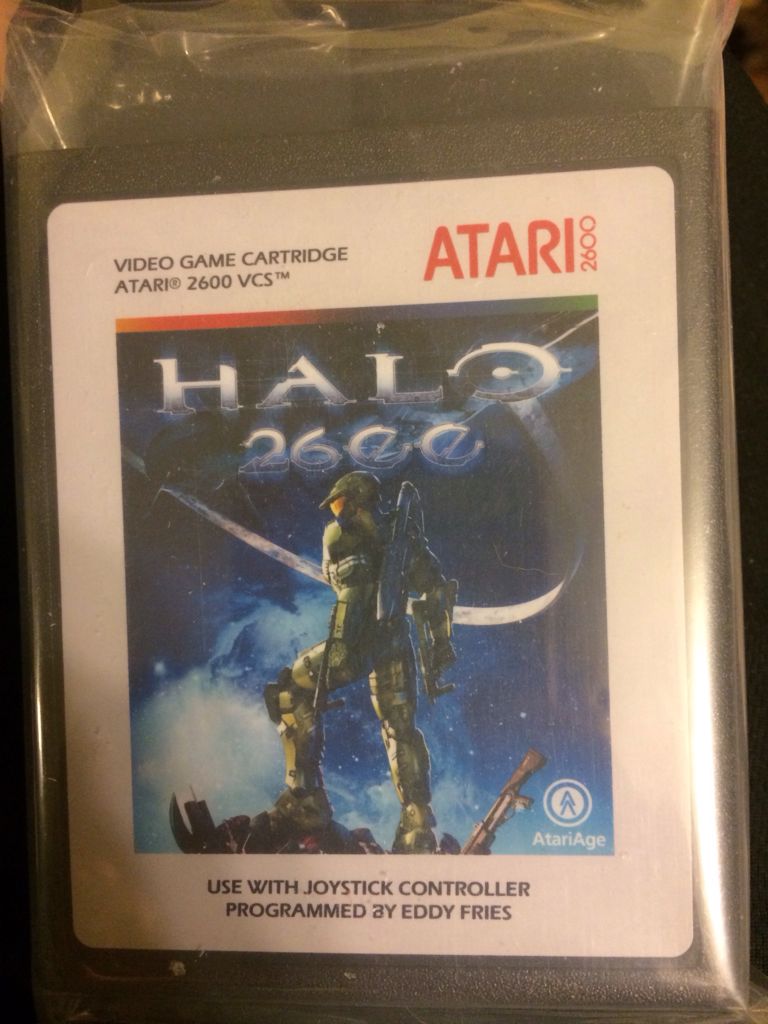 VIDEO GAME CARTRIDGE
ATARI® 2600 VCS™
ATARI 2600
HALO
2600
AtariAge
USE WITH JOYSTICK CONTROLLER
PROGRAMMED BY EDDY FRIES